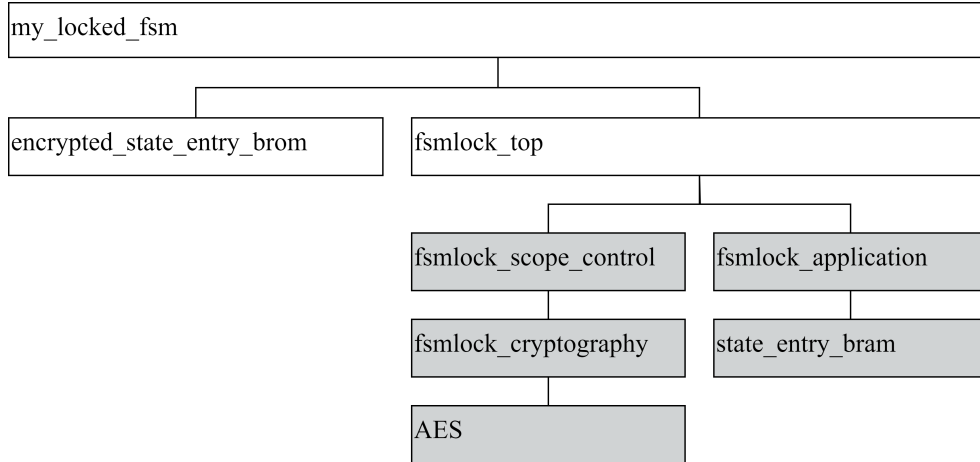 my_locked_fsm
encrypted_state_entry_brom
fsmlock_top
fsmlock_scope_control
fsmlock_application
fsmlock_cryptography
state_entry_bram
AES